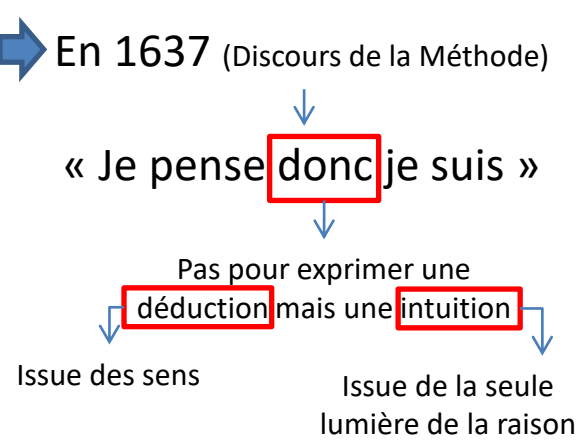 En 1637 (Discours de la Méthode)
« Je pense donc je suis »
Pas pour exprimer une
déduction mais une intuition
Issue des sens
Issue de la seule
lumière de la raison